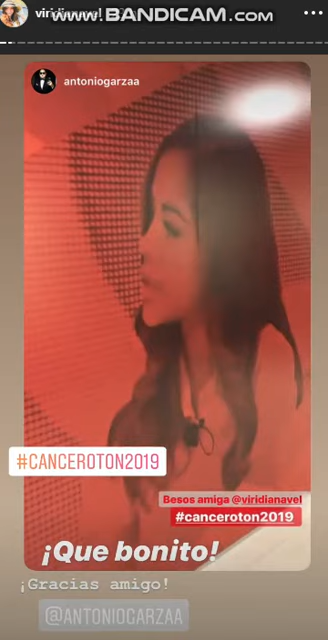 viridianavel
www.BANDICAM.com
antoniogarzaa
#CANCEROTON2019
Besos amiga @viridianavel
#canceroton2019
¡Que bonito!
¡Gracias amigo!
@ANTONIOGARZAA